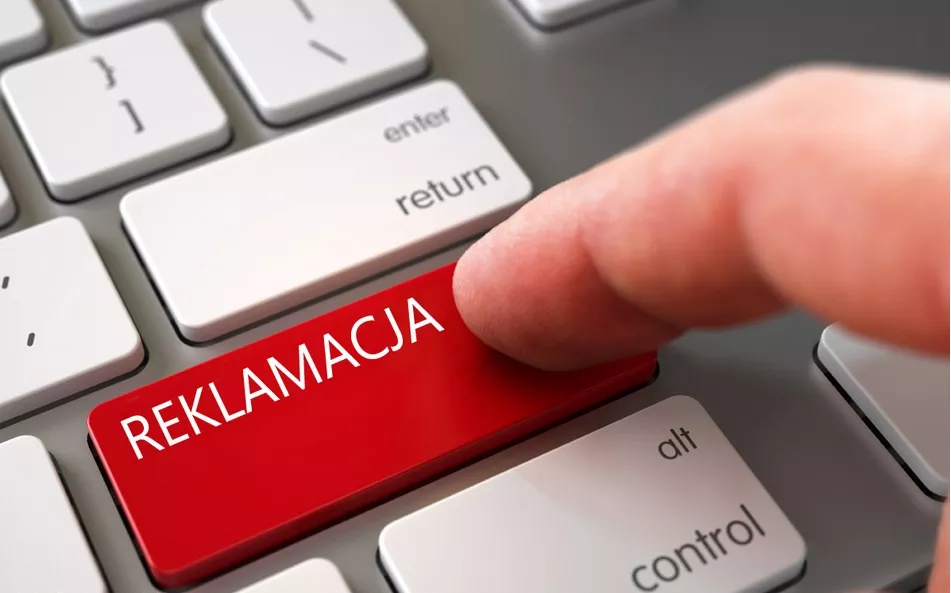 }
]
\
enter
return
"
,
REKLAMACJA
alt
control